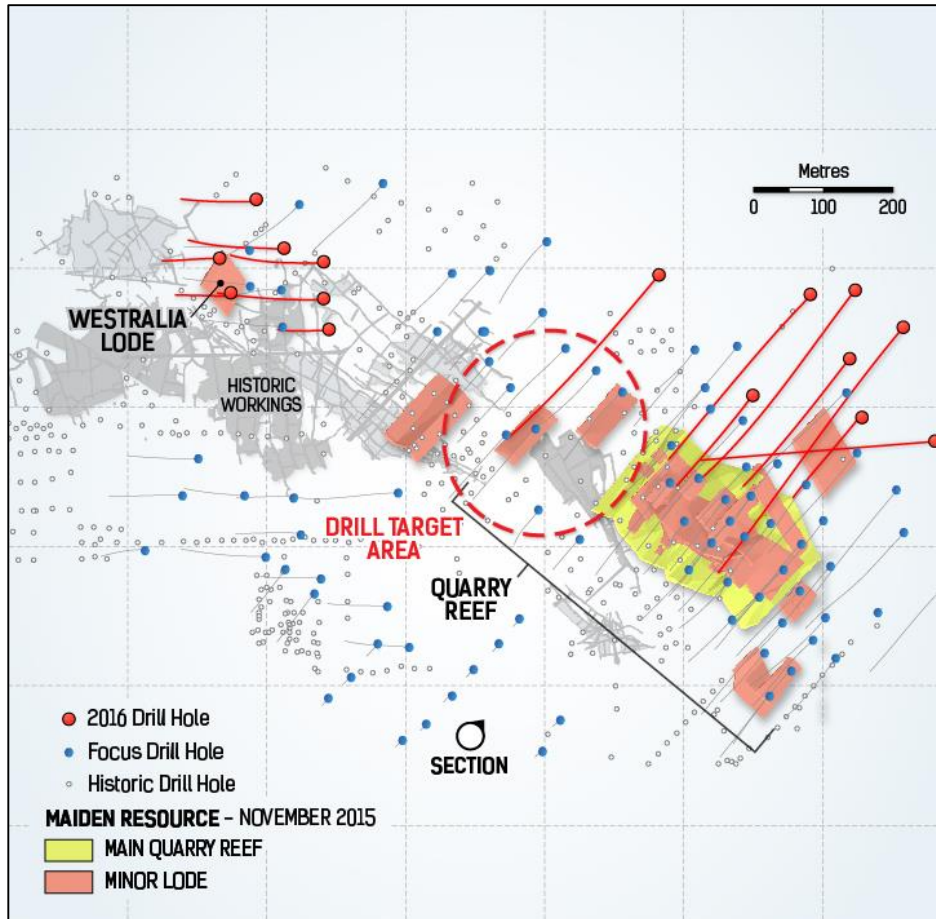 Metres
0 100 200
WESTRALIA
LODE
HISTORIC
WORKINGS
DRILL TARGET
AREA
QUARRY
REEF
SECTION
2016 Drill Hole
Focus Drill Hole
Historic Drill Hole
MAIDEN RESOURCE – NOVEMBER 2015
MAIN QUARRY REEF
MINOR LODE